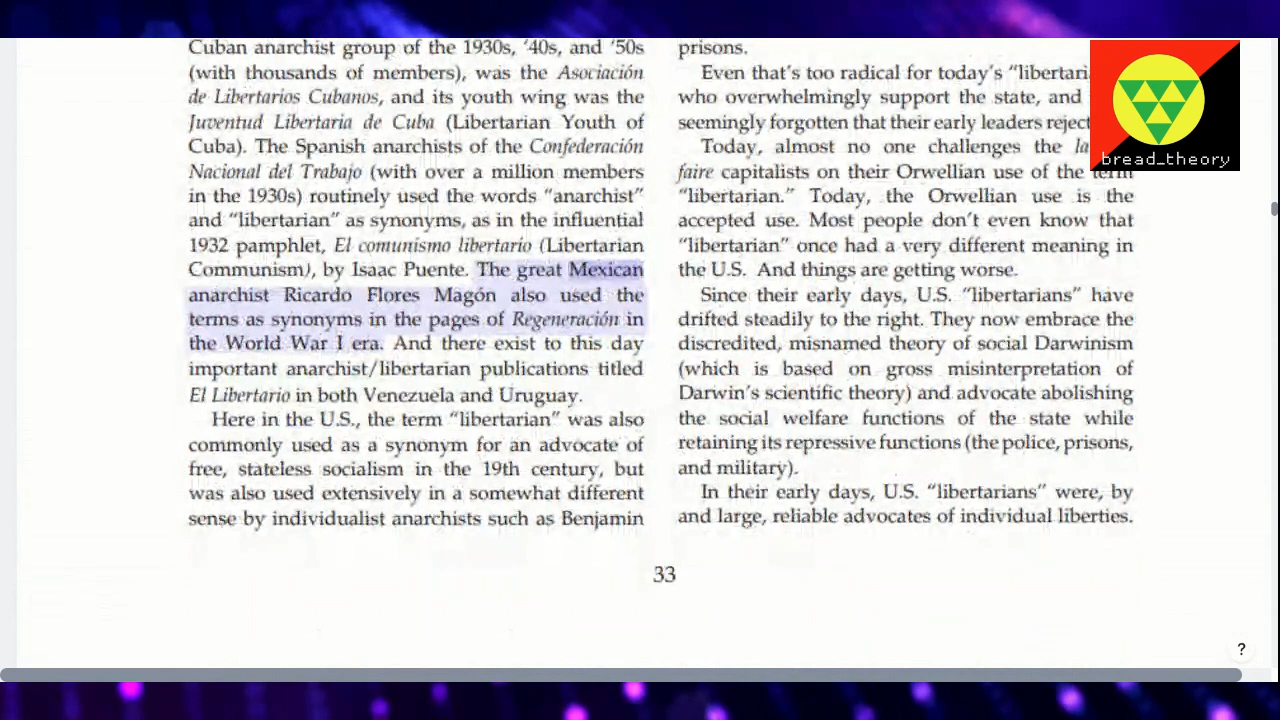 Cuban anarchist group of the 1930s, ‘40s, and ‘50s
(with thousands of members), was the Asociación
de Libertarios Cubanos, and its youth wing was the
Juventud Libertaria de Cuba (Libertarian Youth of
Cuba). The Spanish anarchists of the Confederación
Nacional del Trabajo (with over a million members
in the 1930s) routinely used the words “anarchist”
and “libertarian” as synonyms, as in the influential
1932 pamphlet, El comunismo libertario (Libertarian
Communism), by Isaac Puente. The great Mexican
anarchist Ricardo Flores Magón also used the
terms as synonyms in the pages of Regeneración in
the World War I era. And there exist to this day
important anarchist/libertarian publications titled
El Libertario in both Venezuela and Uruguay.
Here in the U.S., the term “libertarian” was also
commonly used as a synonym for an advocate of
free, stateless socialism in the 19th century, but
was also used extensively in a somewhat different
sense by individualist anarchists such as Benjamin
prisons.
Even that’s too radical for today’s
who overwhelmingly support the state, and
seemingly forgotten that their early leaders
Today, almost no one challenges the
faire capitalists on their Orwellian use of the term
“libertarian.” Today, the Orwellian use is the
accepted use. Most people don’t even know that
“libertarian” once had a very different meaning in
the U.S. And things are getting worse.
Since their early days, U.S. “libertarians” have
drifted steadily to the right. They now embrace the
discredited, misnamed theory of social Darwinism
(which is based on gross misinterpretation of
Darwin’s scientific theory) and advocate abolishing
the social welfare functions of the state while
retaining its repressive functions (the police, prisons,
and military).
In their early days, U.S. “libertarians” were, by
and large, reliable advocates of individual liberties.
33
bread_theory
?